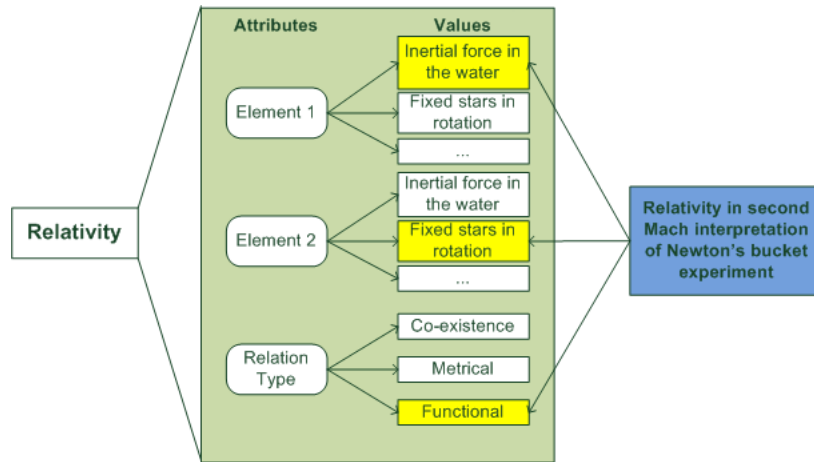 Attributes
Values
Inertial force in
the water
Element 1
Fixed stars in
rotation
...
Inertial force in
the water
Relativity
Element 2
Fixed stars in
rotation
...
Relativity in second
Mach interpretation
of Newton's bucket
experiment
Co-existence
Relation
Type
Metrical
Functional